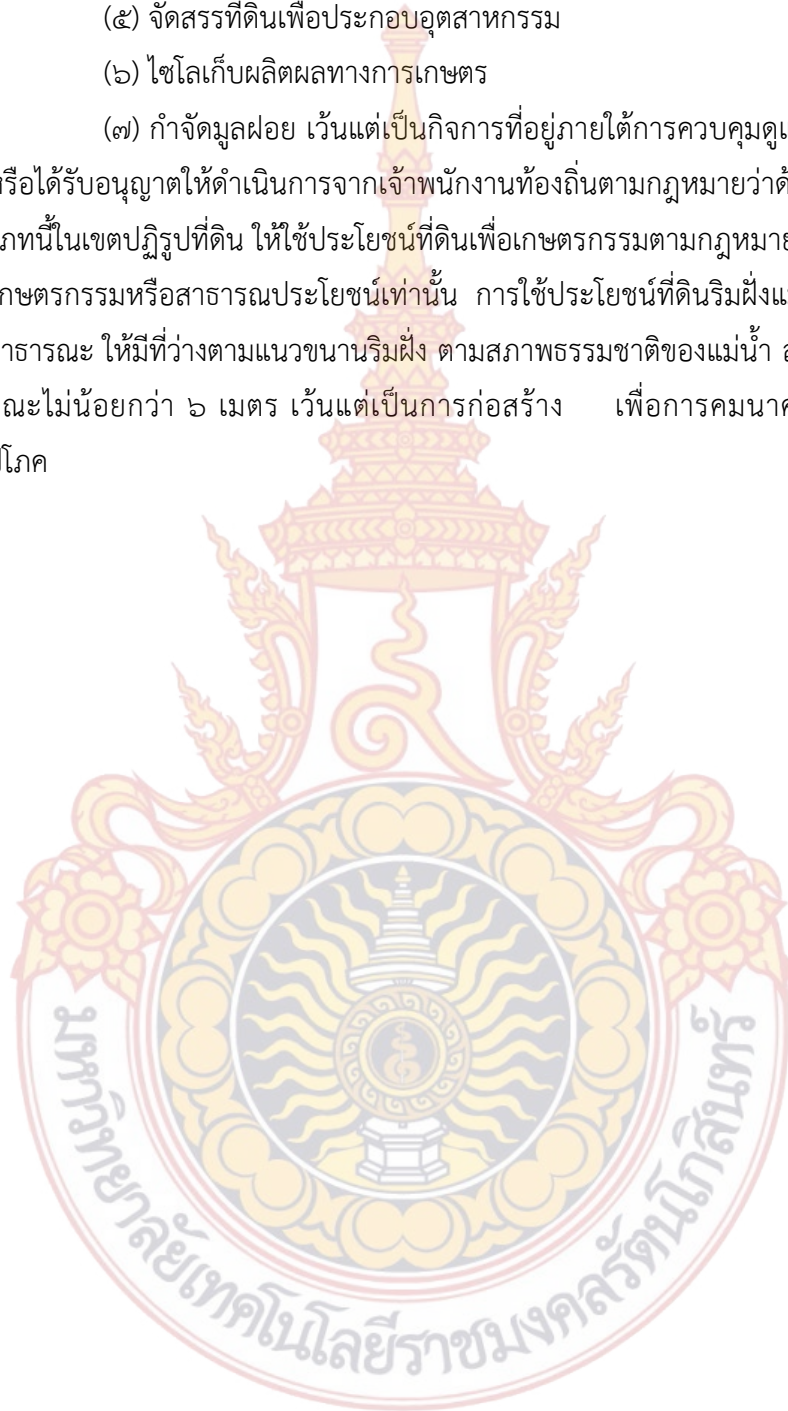 (๕) จัดสรรที่ดินเพื่อประกอบอุตสาหกรรม
(๖) ไซโลเก็บผลิตผลทางการเกษตร
(๗) กำจัดมูลฝอย เว้นแต่เป็นกิจการที่อยู่ภายใต้การควบคุมดูแ
หรือได้รับอนุญาตให้ดำเนินการจากเจ้าพนักงานท้องถิ่นตามกฎหมายว่าด้
เภทนี้ในเขตปฏิรูปที่ดิน ให้ใช้ประโยชน์ที่ดินเพื่อเกษตรกรรมตามกฎหมาย
กษตรกรรมหรือสาธารณประโยชน์เท่านั้น การใช้ประโยชน์ที่ดินริมฝั่งแ
าธารณะ ให้มีที่ว่างตามแนวขนานริมฝั่ง ตามสภาพธรรมชาติของแม่น้ำ ล
ณะไม่น้อยกว่า ๖ เมตร เว้นแต่เป็นการก่อสร้าง เพื่อการคมนาค
ปโภค
มหาวิทยาลัยเทคโนโลยีราชมงคลรัตนโกสินทร์